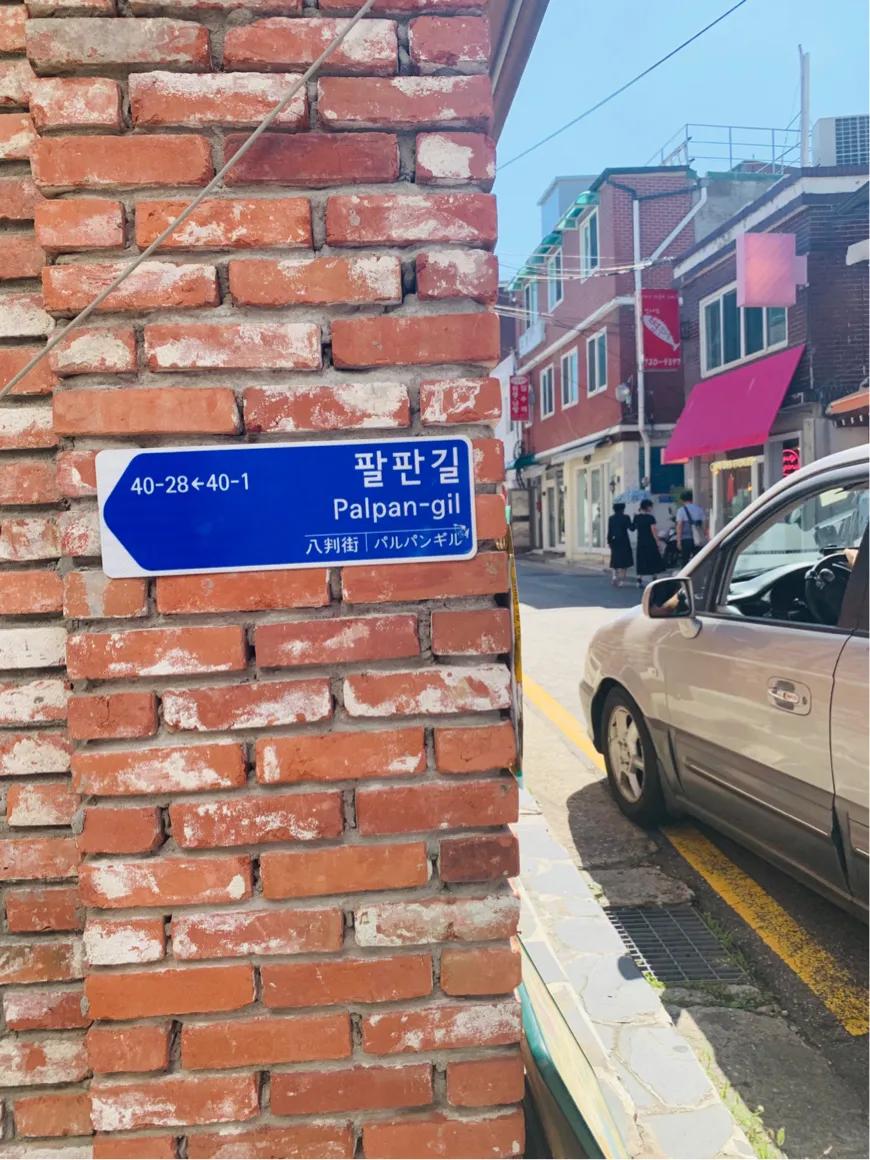 40-28←40-1
팔판길
Palpan-gil
八判街 | パルパンギル